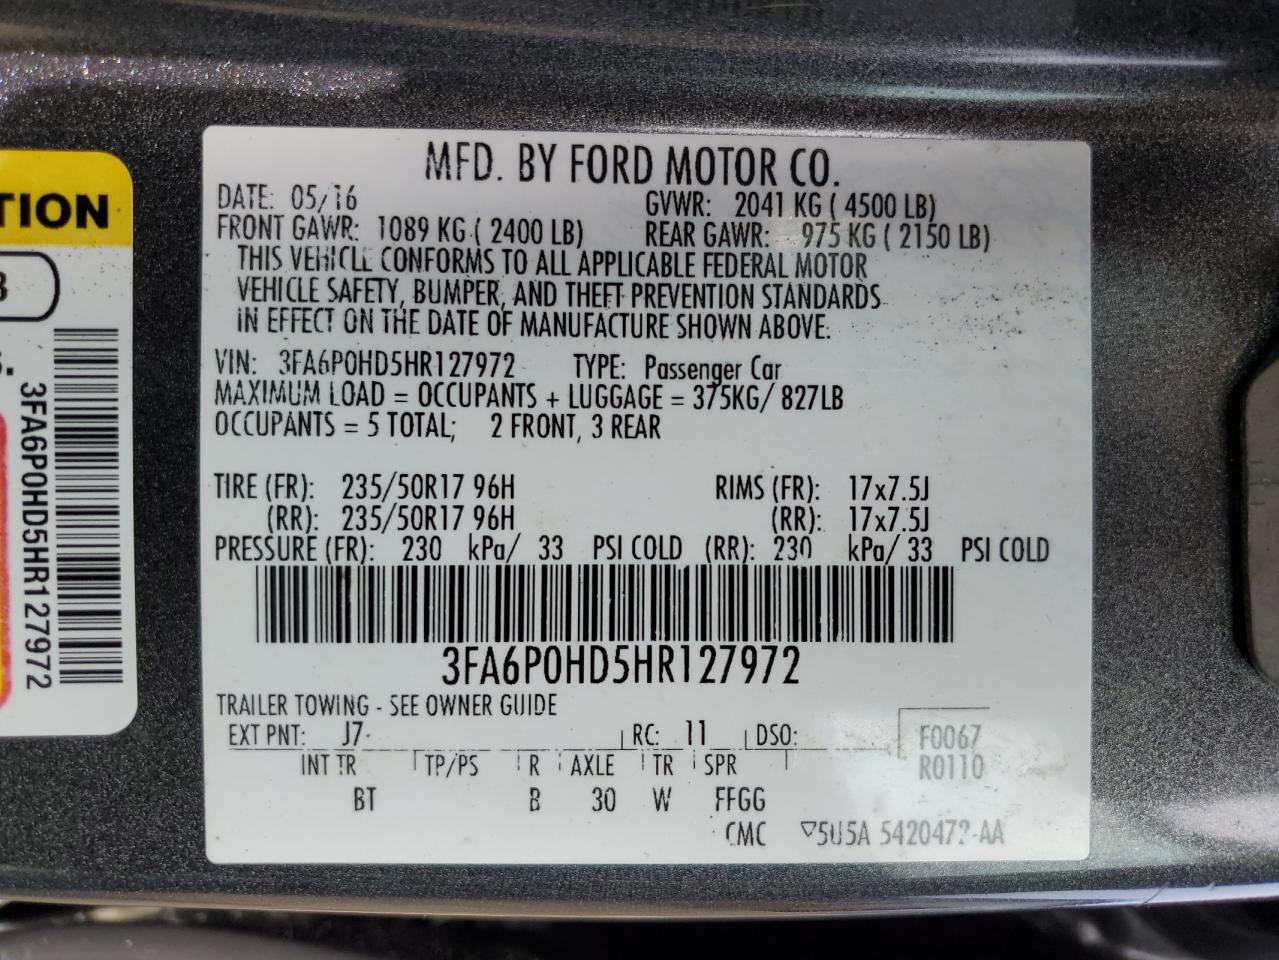 MFD. BY FORD MOTOR CO.
DATE: 05/16 GVWR: 2041 KG ( 4500 LB)
FRONT GAWR: 1089 KG ( 2400 LB) REAR GAWR: 975 KG ( 2150 LB)
THIS VEHICLE CONFORMS TO ALL APPLICABLE FEDERAL MOTOR
VEHICLE SAFETY, BUMPER, AND THEFT PREVENTION STANDARDS
IN EFFECT ON THE DATE OF MANUFACTURE SHOWN ABOVE.
VIN: 3FA6P0HD5HR127972 TYPE: Passenger Car
MAXIMUM LOAD = OCCUPANTS + LUGGAGE = 375KG/ 827LB
OCCUPANTS = 5 TOTAL; 2 FRONT, 3 REAR
TIRE (FR): 235/50R17 96H RIMS (FR): 17x7.5J
(RR): 235/50R17 96H (RR): 17x7.5J
PRESSURE (FR): 230 kPa/ 33 PSI COLD (RR): 230 kPa/ 33 PSI COLD
3FA6P0HD5HR127972
TRAILER TOWING - SEE OWNER GUIDE
EXT PNT: J7 RC: 11 DSO: F0067
INT TR TP/PS R AXLE TR SPR R0110
BT B 30 W FFGG
CMC ▽5U5A 5420472-AA
TION
3FA6P0HD5HR127972